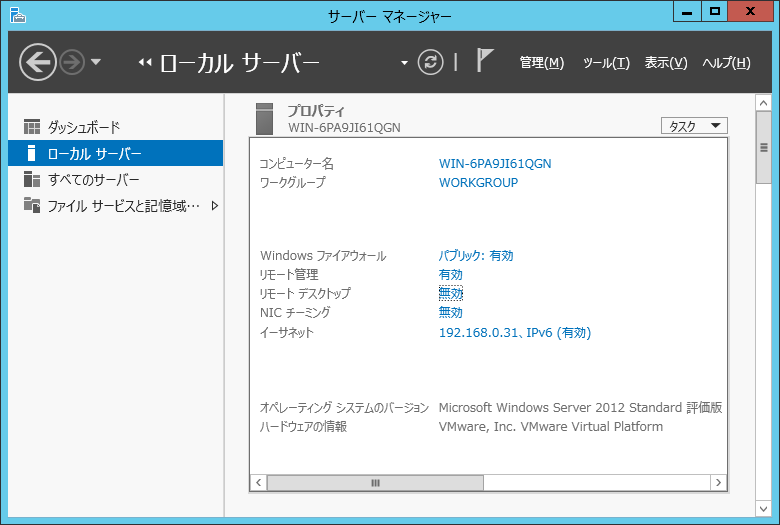 サーバー マネージャー
ローカル サーバー
管理(M) ツール(T) 表示(V) ヘルプ(H)
ダッシュボード
ローカル サーバー
すべてのサーバー
ファイル サービスと記憶域…
プロパティ
WIN-6PA9JI61QGN
タスク
コンピューター名 WIN-6PA9JI61QGN
ワークグループ WORKGROUP
Windows ファイアウォール パブリック: 有効
リモート管理 有効
リモート デスクトップ 無効
NIC チーミング 無効
イーサネット 192.168.0.31、IPv6 (有効)
オペレーティング システムのバージョン Microsoft Windows Server 2012 Standard 評価版
ハードウェアの情報 VMware, Inc. VMware Virtual Platform